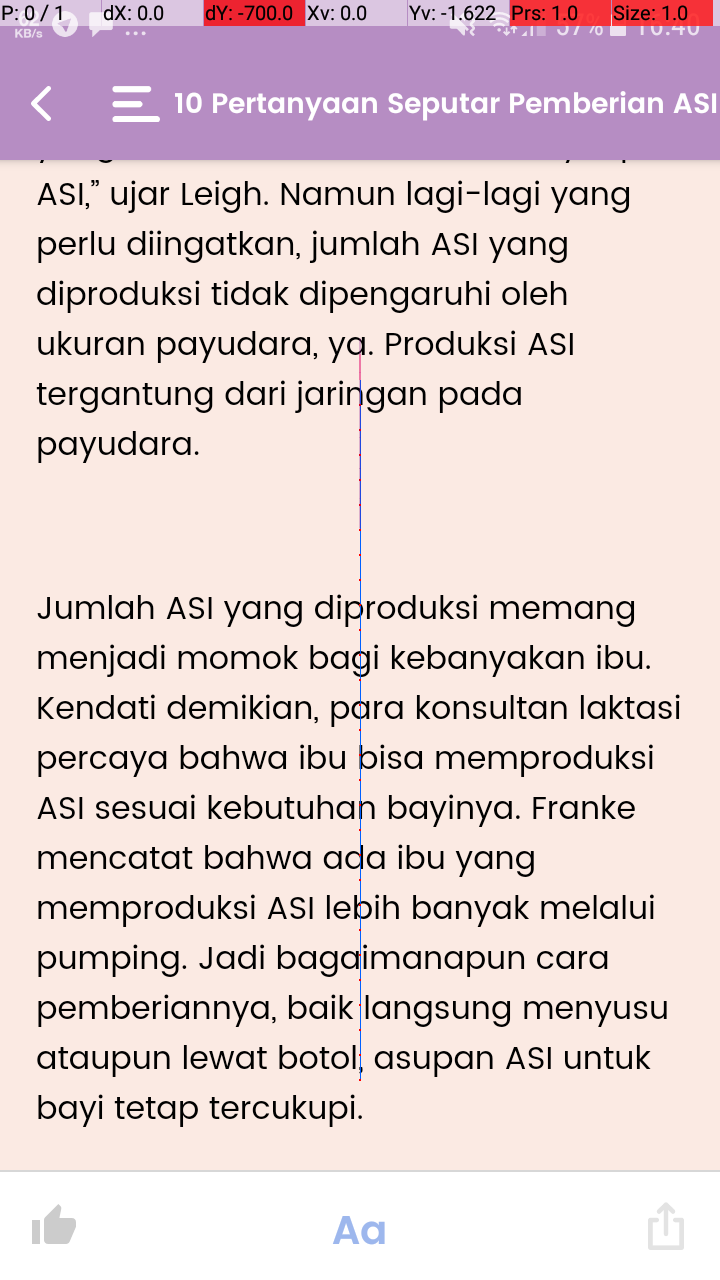 P: 0 / 1 dX: 0.0 dY: -700.0 Xv: 0.0 Yv: -1.622 Prs: 1.0 Size: 1.0
KB/s 57% 16:40
10 Pertanyaan Seputar Pemberian ASI
ASI,” ujar Leigh. Namun lagi-lagi yang
perlu diingatkan, jumlah ASI yang
diproduksi tidak dipengaruhi oleh
ukuran payudara, ya. Produksi ASI
tergantung dari jaringan pada
payudara.
Jumlah ASI yang diproduksi memang
menjadi momok bagi kebanyakan ibu.
Kendati demikian, para konsultan laktasi
percaya bahwa ibu bisa memproduksi
ASI sesuai kebutuhan bayinya. Franke
mencatat bahwa ada ibu yang
memproduksi ASI lebih banyak melalui
pumping. Jadi bagaimanapun cara
pemberiannya, baik langsung menyusu
ataupun lewat botol, asupan ASI untuk
bayi tetap tercukupi.
Aa